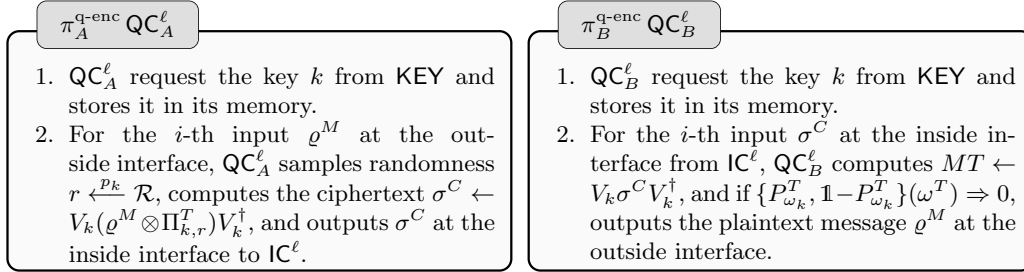 π_A^{q-enc} QC_A^ℓ
1. QC_A^ℓ request the key k from KEY and
stores it in its memory.
2. For the i-th input ϱ^M at the out-
side interface, QC_A^ℓ samples randomness
r ←^{p_k} R, computes the ciphertext σ^C ←
V_k(ϱ^M⊗Π_{k,r}^T)V_k^†, and outputs σ^C at the
inside interface to IC^ℓ.
π_B^{q-enc} QC_B^ℓ
1. QC_B^ℓ request the key k from KEY and
stores it in its memory.
2. For the i-th input σ^C at the inside in-
terface from IC^ℓ, QC_B^ℓ computes MT ←
V_kσ^CV_k^†, and if {P_{ω_k}^T, 𝟙−P_{ω_k}^T}(ω^T) ⇒ 0,
outputs the plaintext message ϱ^M at the
outside interface.